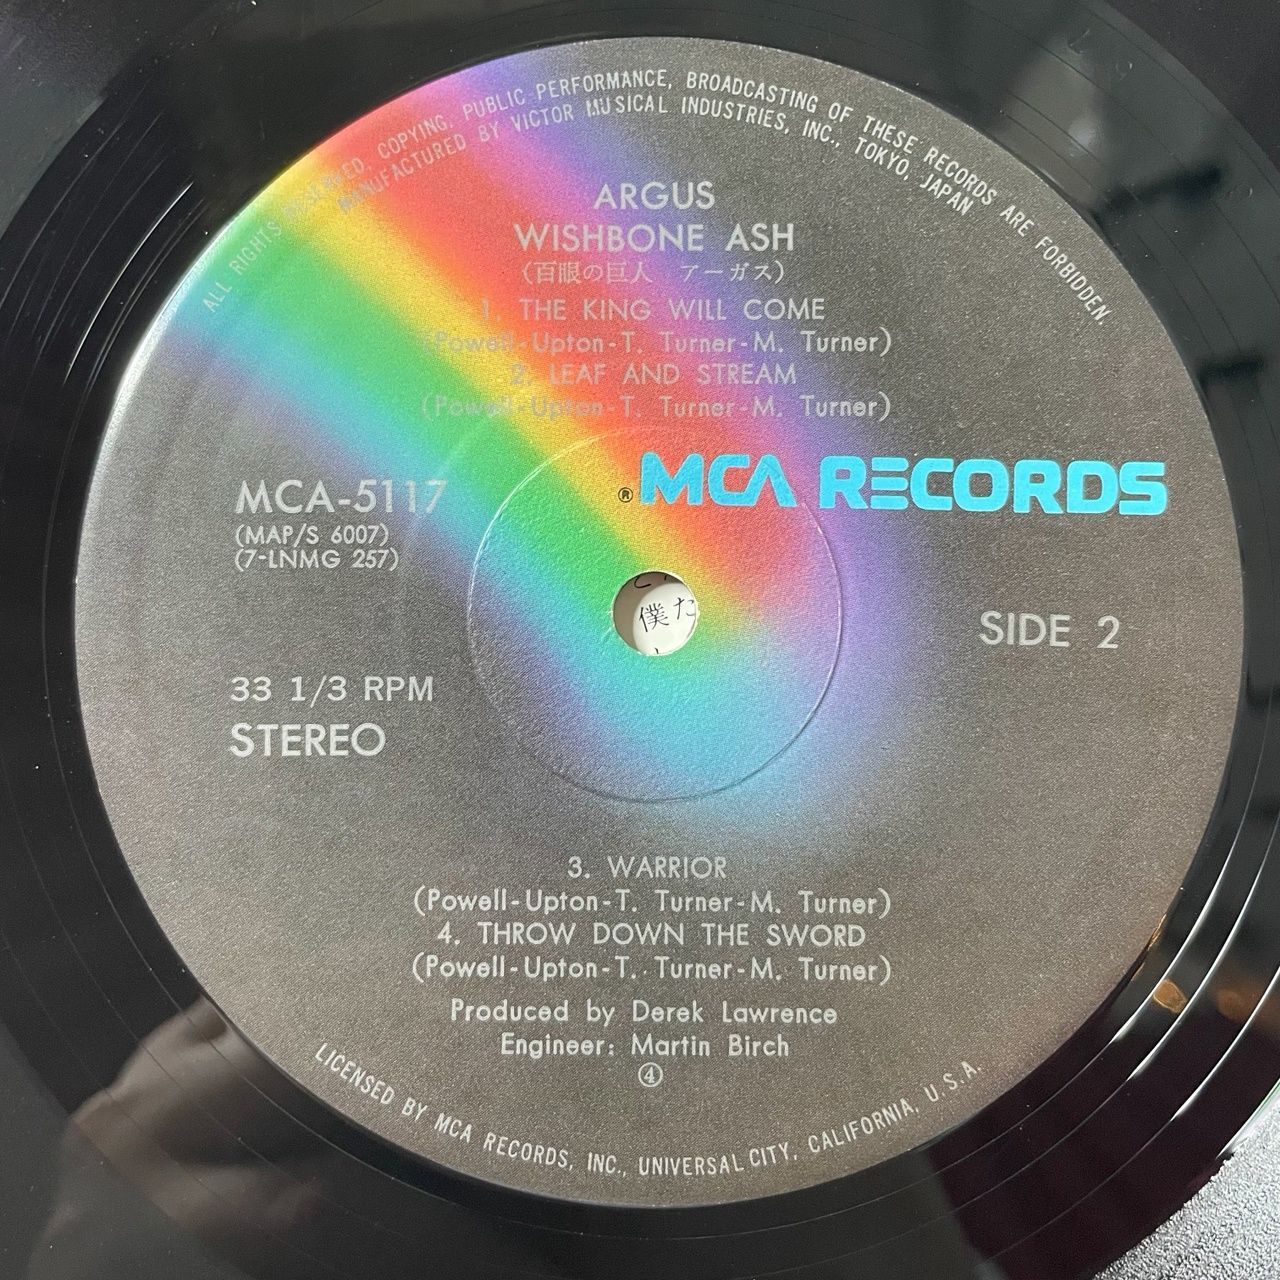 ALL RIGHTS RESERVED. COPYING, PUBLIC PERFORMANCE, BROADCASTING OF THESE RECORDS ARE FORBIDDEN.
MANUFACTURED BY VICTOR MUSICAL INDUSTRIES, INC., TOKYO, JAPAN
ARGUS
WISHBONE ASH
(百眼の巨人 アーガス)
1. THE KING WILL COME
(Powell-Upton-T. Turner-M. Turner)
2. LEAF AND STREAM
(Powell-Upton-T. Turner-M. Turner)
® MCA RECORDS
MCA-5117
(MAP/S 6007)
(7-LNMG 257)
僕た
SIDE 2
33 1/3 RPM
STEREO
3. WARRIOR
(Powell-Upton-T. Turner-M. Turner)
4. THROW DOWN THE SWORD
(Powell-Upton-T. Turner-M. Turner)
Produced by Derek Lawrence
Engineer: Martin Birch
④
LICENSED BY MCA RECORDS, INC., UNIVERSAL CITY, CALIFORNIA, U.S.A.